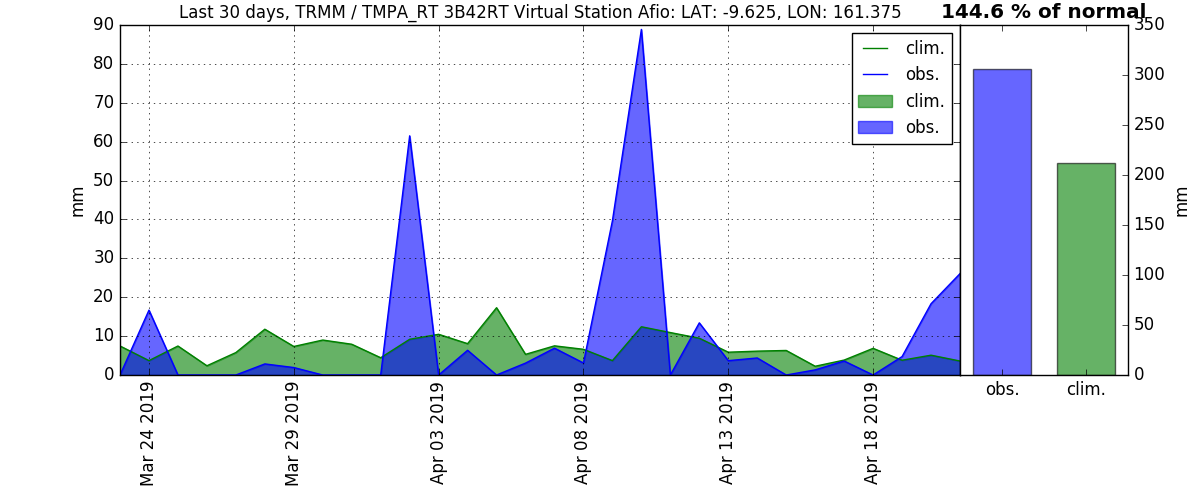 Last 30 days, TRMM / TMPA_RT 3B42RT Virtual Station Afio: LAT: -9.625, LON: 161.375
144.6 % of normal
90
80
70
60
50
40
30
20
10
0
mm
clim.
obs.
clim.
obs.
350
300
250
200
150
100
50
0
mm
obs.
clim.
Mar 24 2019
Mar 29 2019
Apr 03 2019
Apr 08 2019
Apr 13 2019
Apr 18 2019